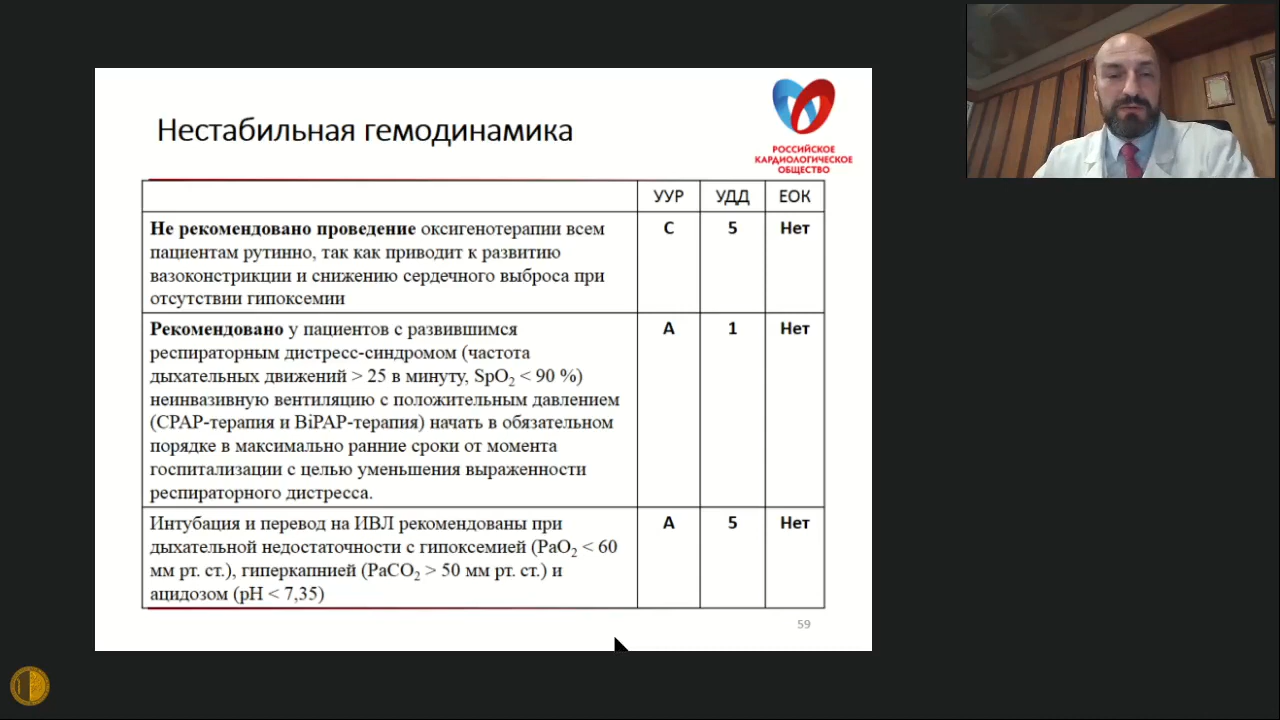 Нестабильная гемодинамика
РОССИЙСКОЕ
КАРДИОЛОГИЧЕСКОЕ
ОБЩЕСТВО
УУР УДД ЕОК
Не рекомендовано проведение оксигенотерапии всем
пациентам рутинно, так как приводит к развитию
вазоконстрикции и снижению сердечного выброса при
отсутствии гипоксемии
С 5 Нет
Рекомендовано у пациентов с развившимся
респираторным дистресс-синдромом (частота
дыхательных движений > 25 в минуту, SpO₂ < 90 %)
неинвазивную вентиляцию с положительным давлением
(CPAP-терапия и BiPAP-терапия) начать в обязательном
порядке в максимально ранние сроки от момента
госпитализации с целью уменьшения выраженности
респираторного дистресса.
А 1 Нет
Интубация и перевод на ИВЛ рекомендованы при
дыхательной недостаточности с гипоксемией (PaO₂ < 60
мм рт. ст.), гиперкапнией (PaCO₂ > 50 мм рт. ст.) и
ацидозом (pH < 7,35)
А 5 Нет
59